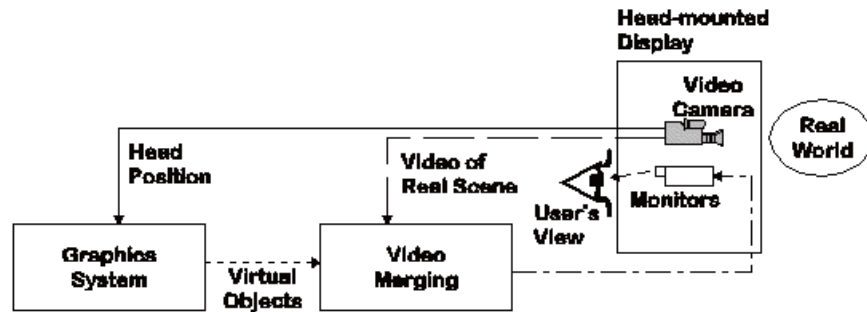 Head-mounted
Display
Video
Camera
Real
World
Head
Position
Video of
Real Scene
User's
View
Monitors
Graphics
System
Virtual
Objects
Video
Merging